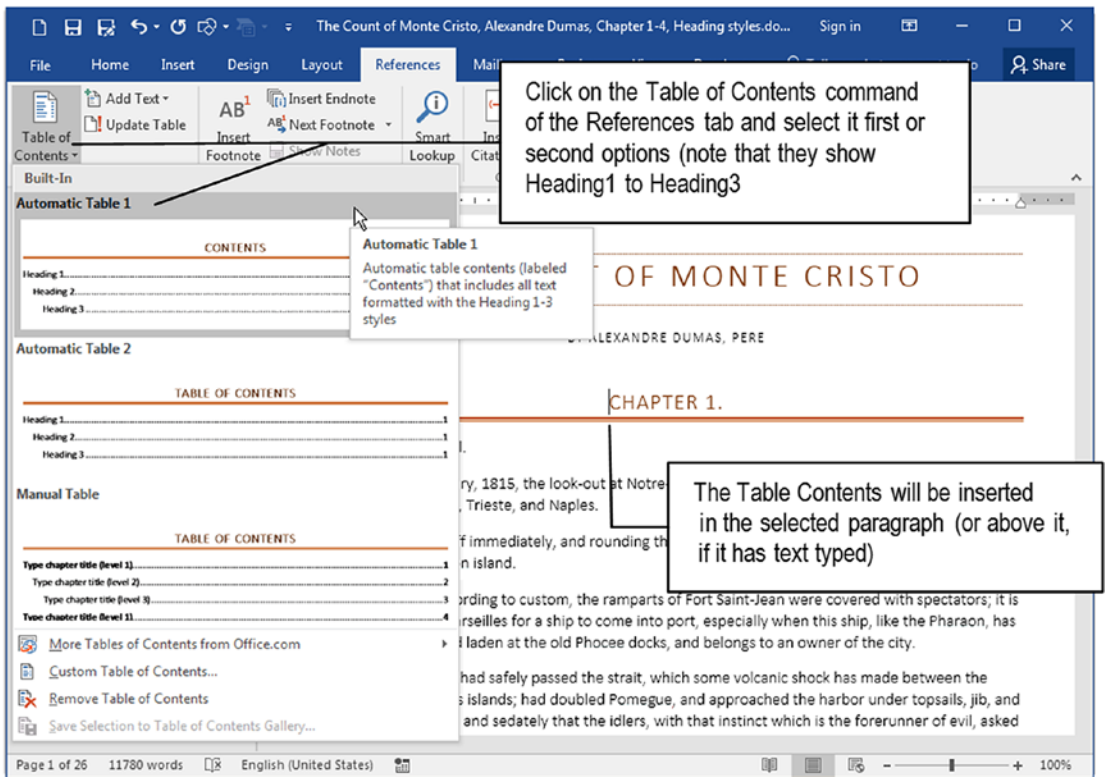 The Count of Monte Cristo, Alexandre Dumas, Chapter 1-4, Heading styles.do... Sign in
File Home Insert Design Layout References Share
Click on the Table of Contents command
of the References tab and select it first or
second options (note that they show
Heading1 to Heading3
Table of
Contents
Add Text
Update Table
AB1
Insert
Footnote
Insert Endnote
AB1 Next Footnote
Show Notes
Smart
Lookup
Built-In
Automatic Table 1
CONTENTS
Heading 1
Heading 2
Heading 3
Automatic Table 1
Automatic table contents (labeled
"Contents") that includes all text
formatted with the Heading 1-3
styles
OF MONTE CRISTO
ALEXANDRE DUMAS, PERE
CHAPTER 1.
Automatic Table 2
TABLE OF CONTENTS
Heading 1 1
Heading 2 1
Heading 3 1
Manual Table
TABLE OF CONTENTS
Type chapter title (level 1) 1
Type chapter title (level 2) 2
Type chapter title (level 3) 3
Type chapter title (level 1) 4
More Tables of Contents from Office.com
Custom Table of Contents...
Remove Table of Contents
Save Selection to Table of Contents Gallery...
The Table Contents will be inserted
in the selected paragraph (or above it,
if it has text typed)
1815, the look-out at Notre-
Trieste, and Naples.
immediately, and rounding
island.
to custom, the ramparts of Fort Saint-Jean were covered with spectators; it is
for a ship to come into port, especially when this ship, like the Pharaon, has
laden at the old Phocee docks, and belongs to an owner of the city.
had safely passed the strait, which some volcanic shock has made between the
islands; had doubled Pomegue, and approached the harbor under topsails, jib, and
and sedately that the idlers, with that instinct which is the forerunner of evil, asked
Page 1 of 26 11780 words English (United States) 100%